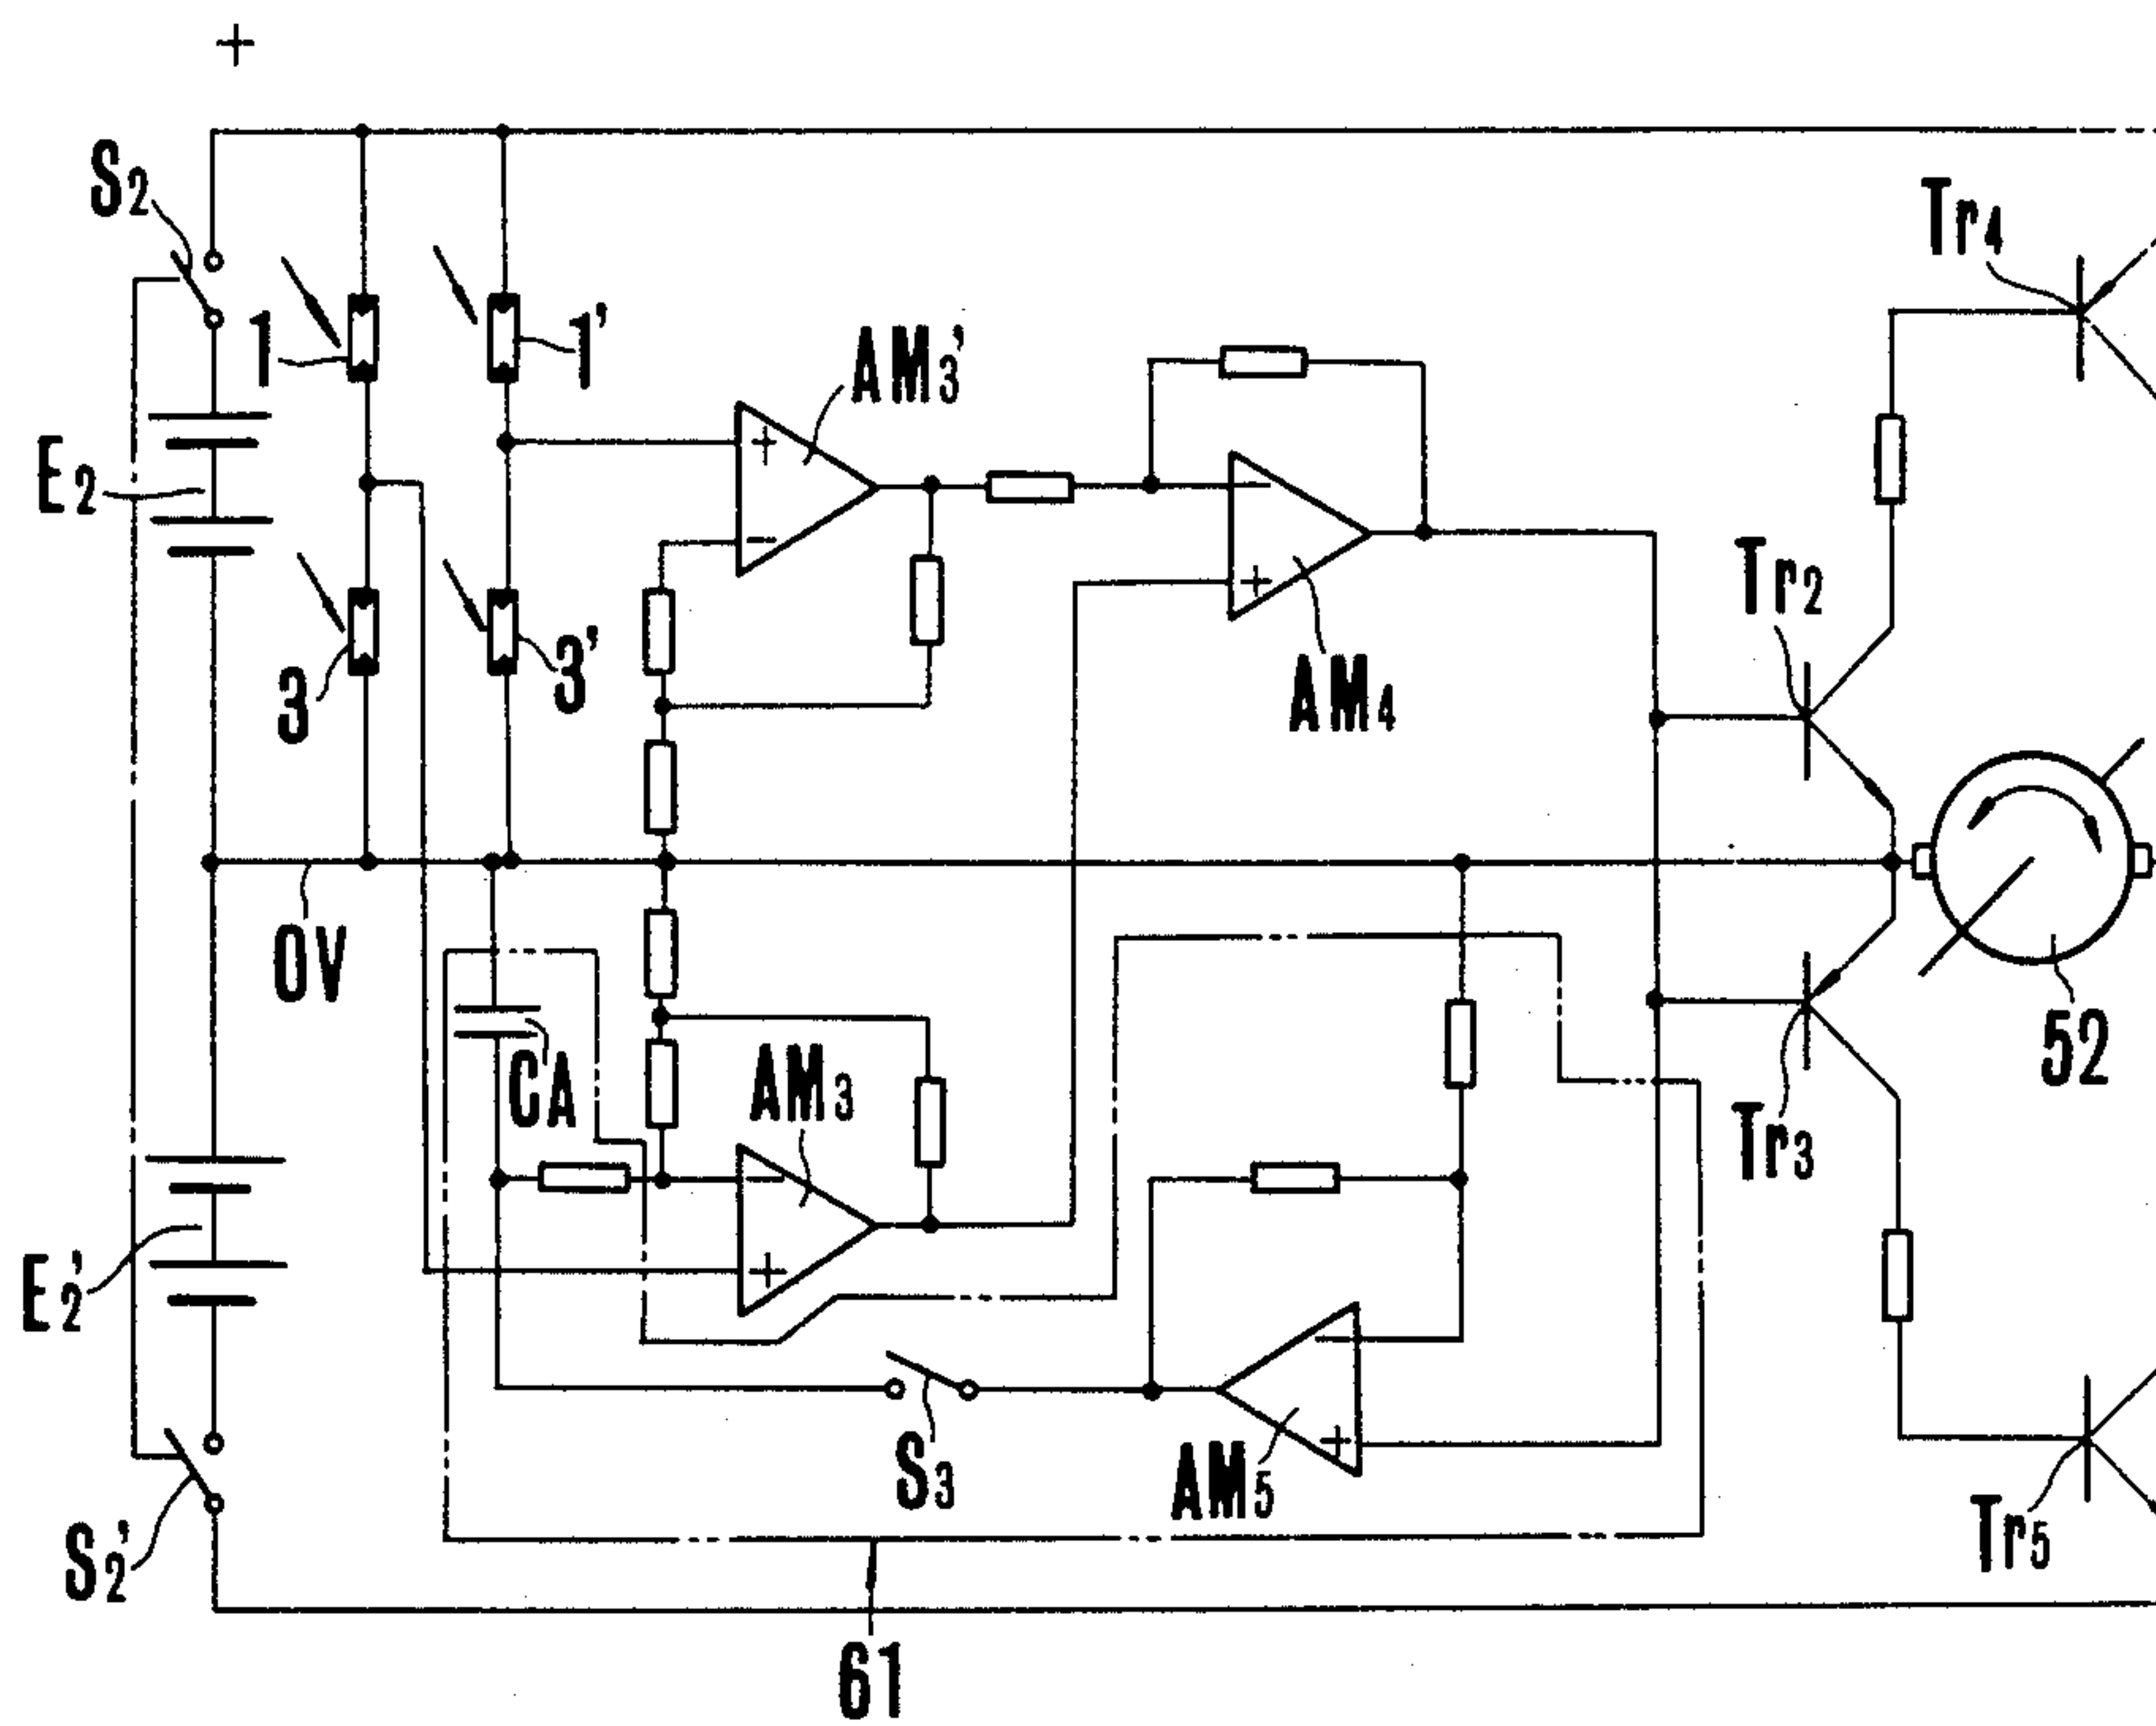 +
S2
Tr4
1
1'
AM3'
+
E2
−
−
+
Tr2
3
3'
AM4
0V
CA
AM3
−
52
Tr3
+
E2'
−
S3
+
AM5
S2'
Tr5
61